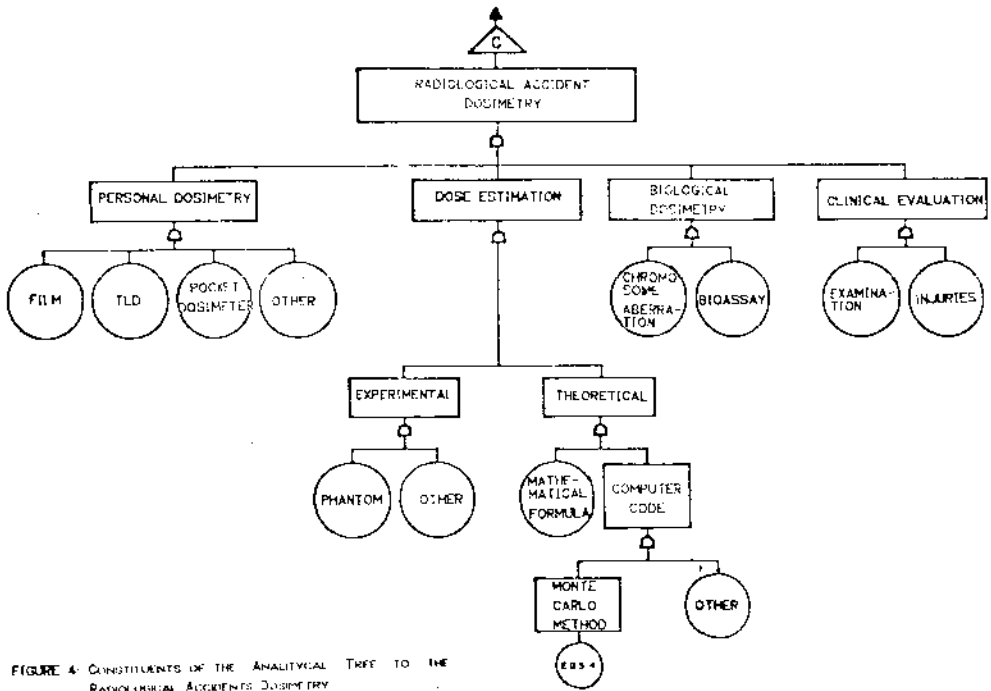 C
RADIOLOGICAL ACCIDENT
DOSIMETRY
PERSONAL DOSIMETRY
DOSE ESTIMATION
BIOLOGICAL
DOSIMETRY
CLINICAL EVALUATION
FILM
TLD
POCKET
DOSIMETER
OTHER
CHROMO
SOME
ABERRA-
TION
BIOASSAY
EXAMINA-
TION
INJURIES
EXPERIMENTAL
THEORETICAL
PHANTOM
OTHER
MATHE-
MATICAL
FORMULA
COMPUTER
CODE
MONTE
CARLO
METHOD
OTHER
FIGURE 4 CONSTITUENTS OF THE ANALITYCAL TREE TO THE
RADIOLOGICAL ACCIDENTS DOSIMETRY